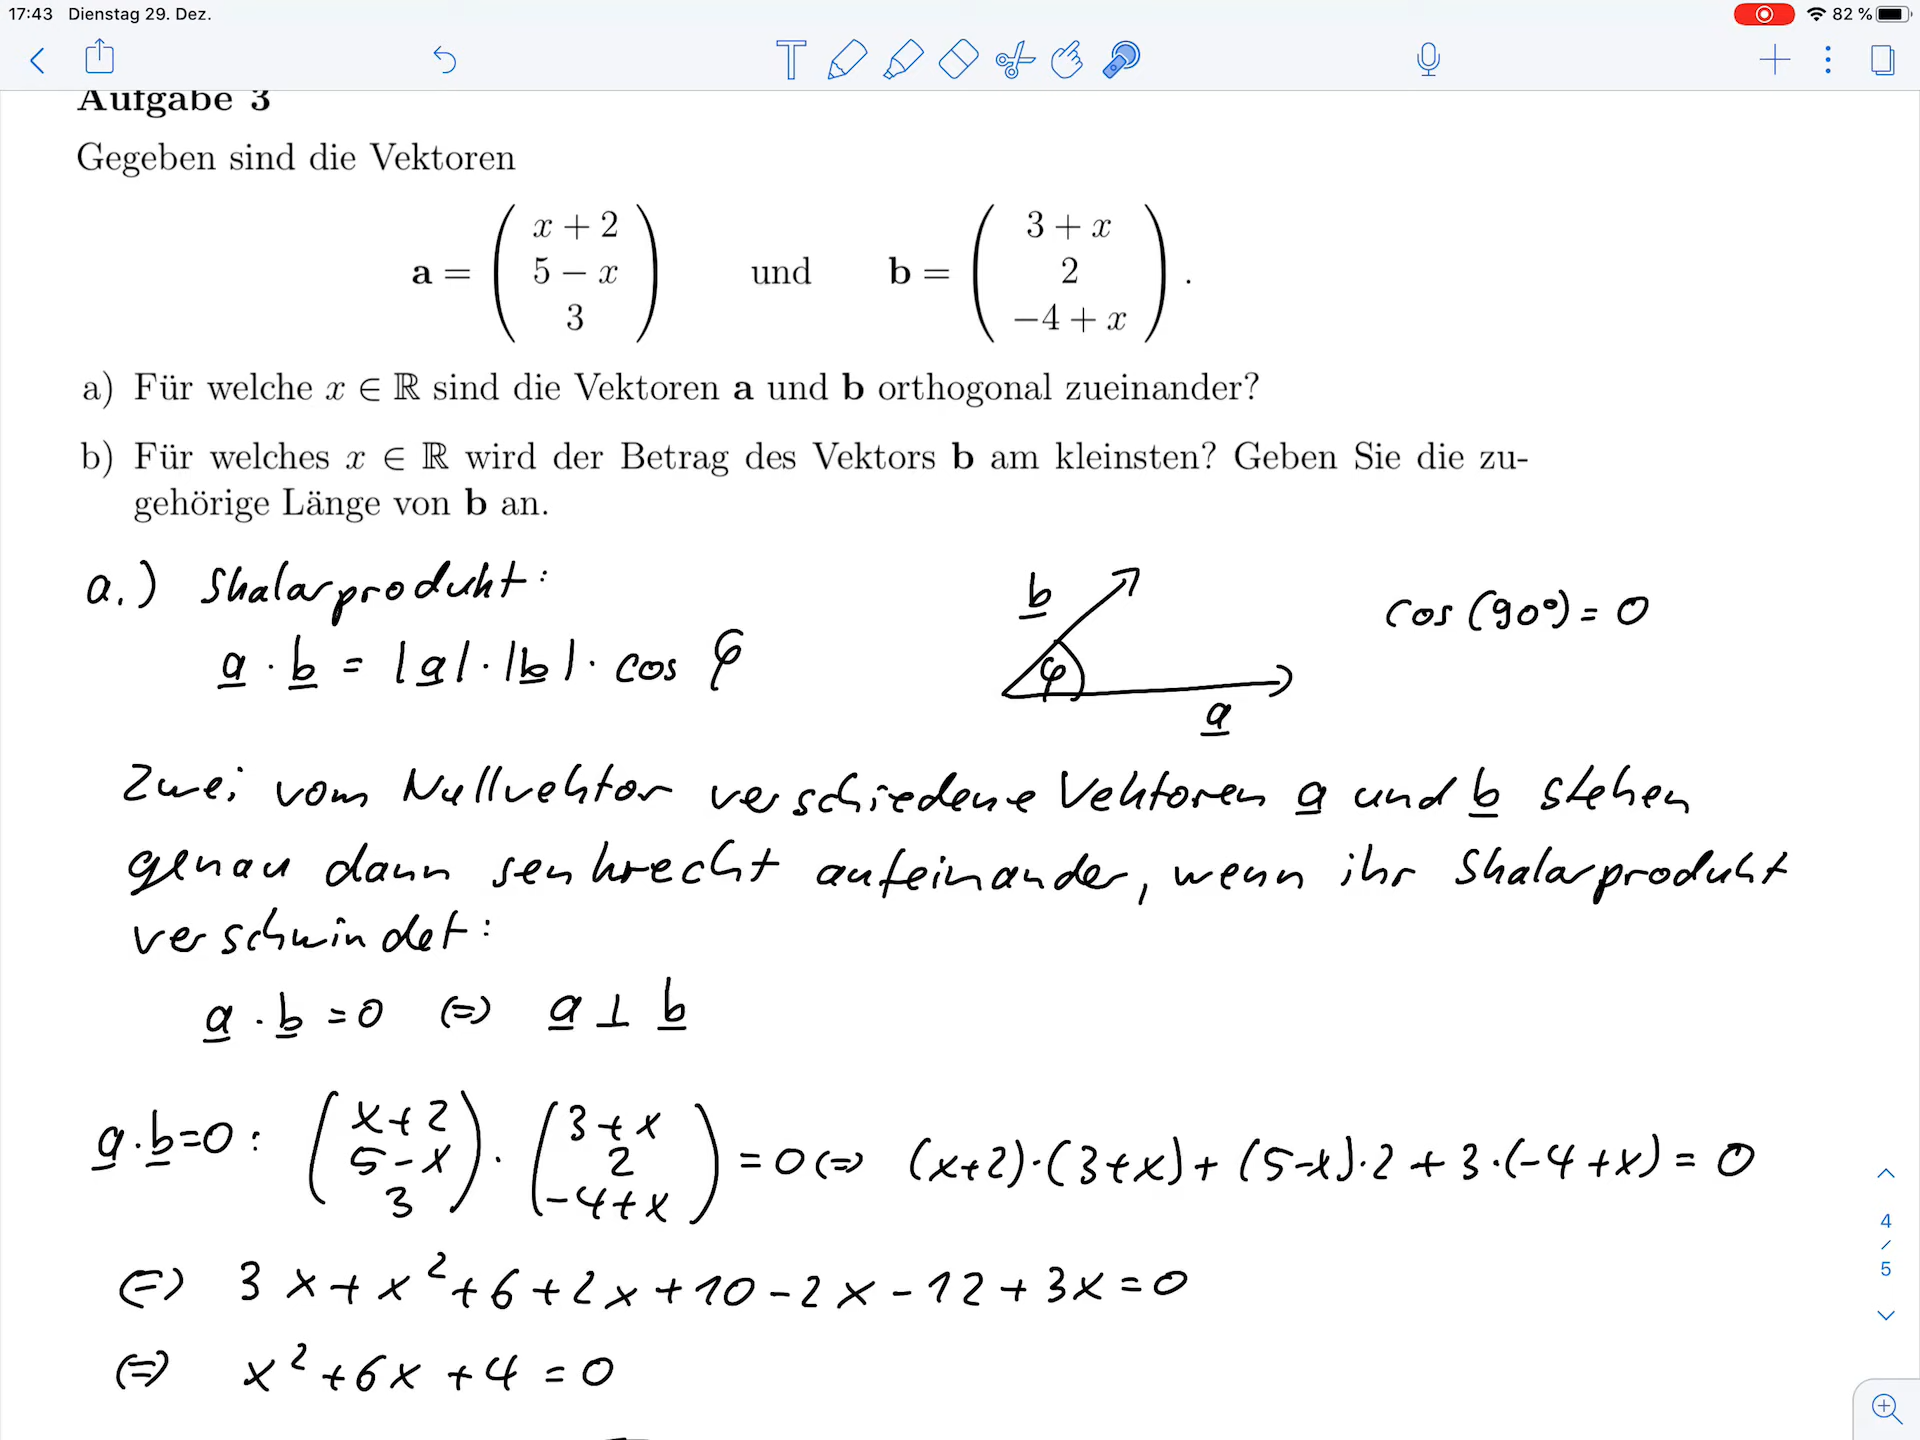 17:43 Dienstag 29. Dez. 82 %
Aufgabe 3
Gegeben sind die Vektoren
a = ( x + 2 5 − x 3 ) und b = ( 3 + x 2 −4 + x ) .
a) Für welche x ∈ ℝ sind die Vektoren a und b orthogonal zueinander?
b) Für welches x ∈ ℝ wird der Betrag des Vektors b am kleinsten? Geben Sie die zu-
gehörige Länge von b an.
a.) Skalarprodukt:
a · b = |a| · |b| · cos φ
b
φ
a
cos (90°) = 0
Zwei vom Nullvektor verschiedene Vektoren a und b stehen
genau dann senkrecht aufeinander, wenn ihr Skalarprodukt
verschwindet:
a · b = 0 (=) a ⊥ b
a · b = 0 : ( x+2 5-x 3 ) · ( 3+x 2 -4+x ) = 0 (=) (x+2)·(3+x) + (5-x)·2 + 3·(-4+x) = 0
(=) 3x + x² + 6 + 2x + 10 - 2x - 12 + 3x = 0
(=) x² + 6x + 4 = 0
4
/
5